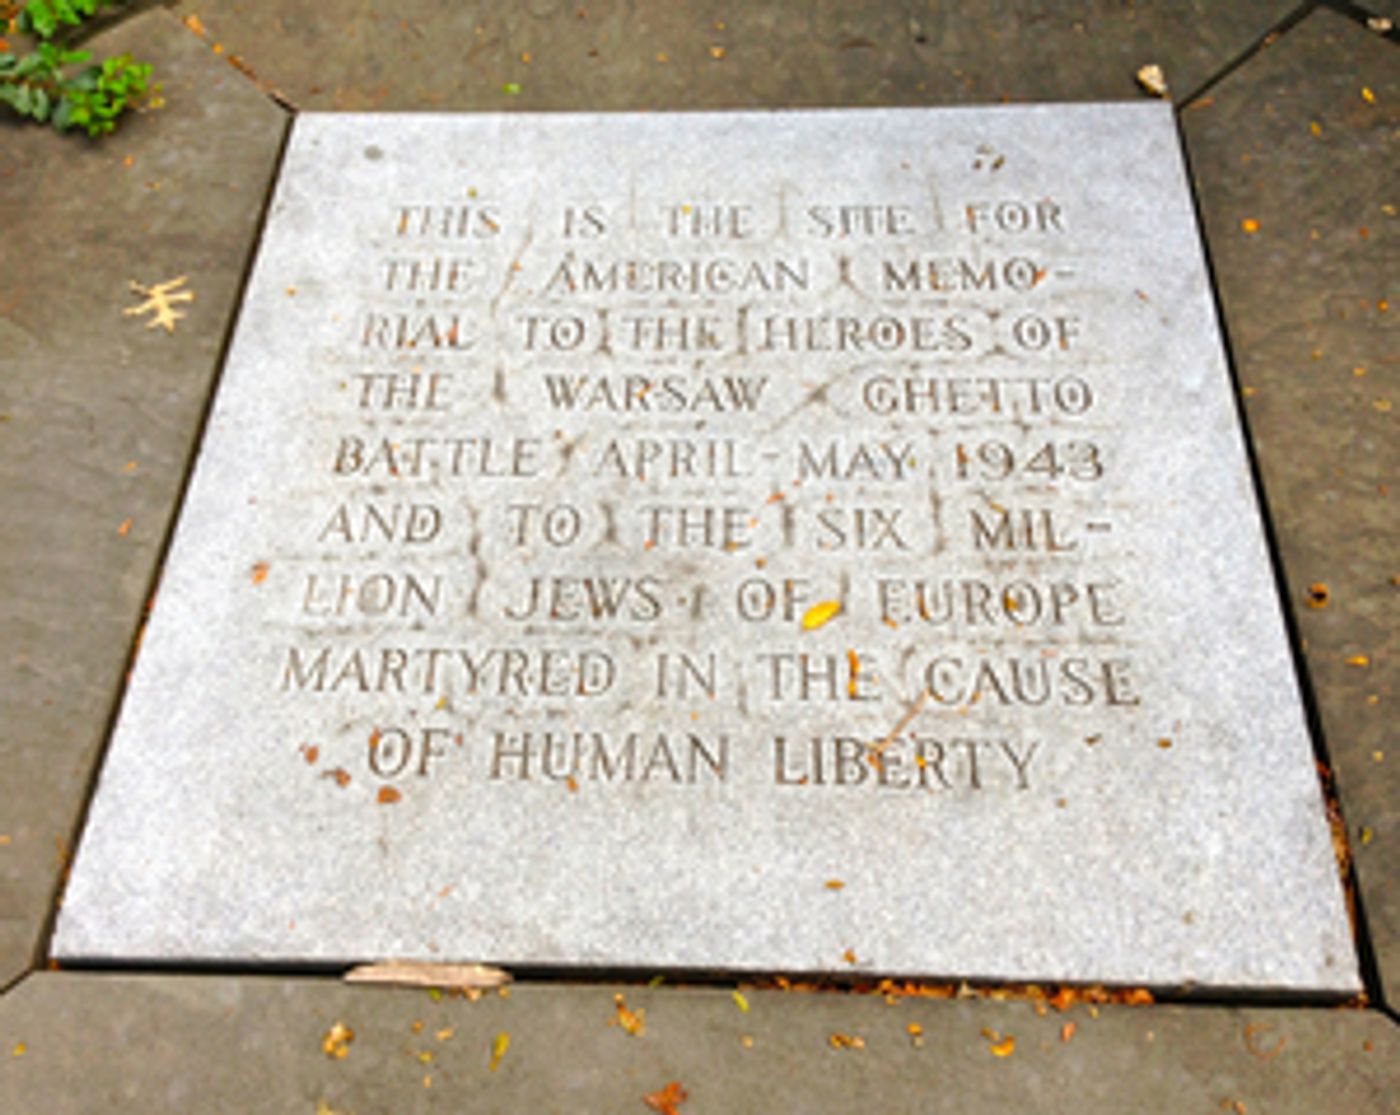 THIS IS THE SITE FOR
THE AMERICAN MEMO-
RIAL TO THE HEROES OF
THE WARSAW GHETTO
BATTLE APRIL-MAY 1943
AND TO THE SIX MIL-
LION JEWS OF EUROPE
MARTYRED IN THE CAUSE
OF HUMAN LIBERTY